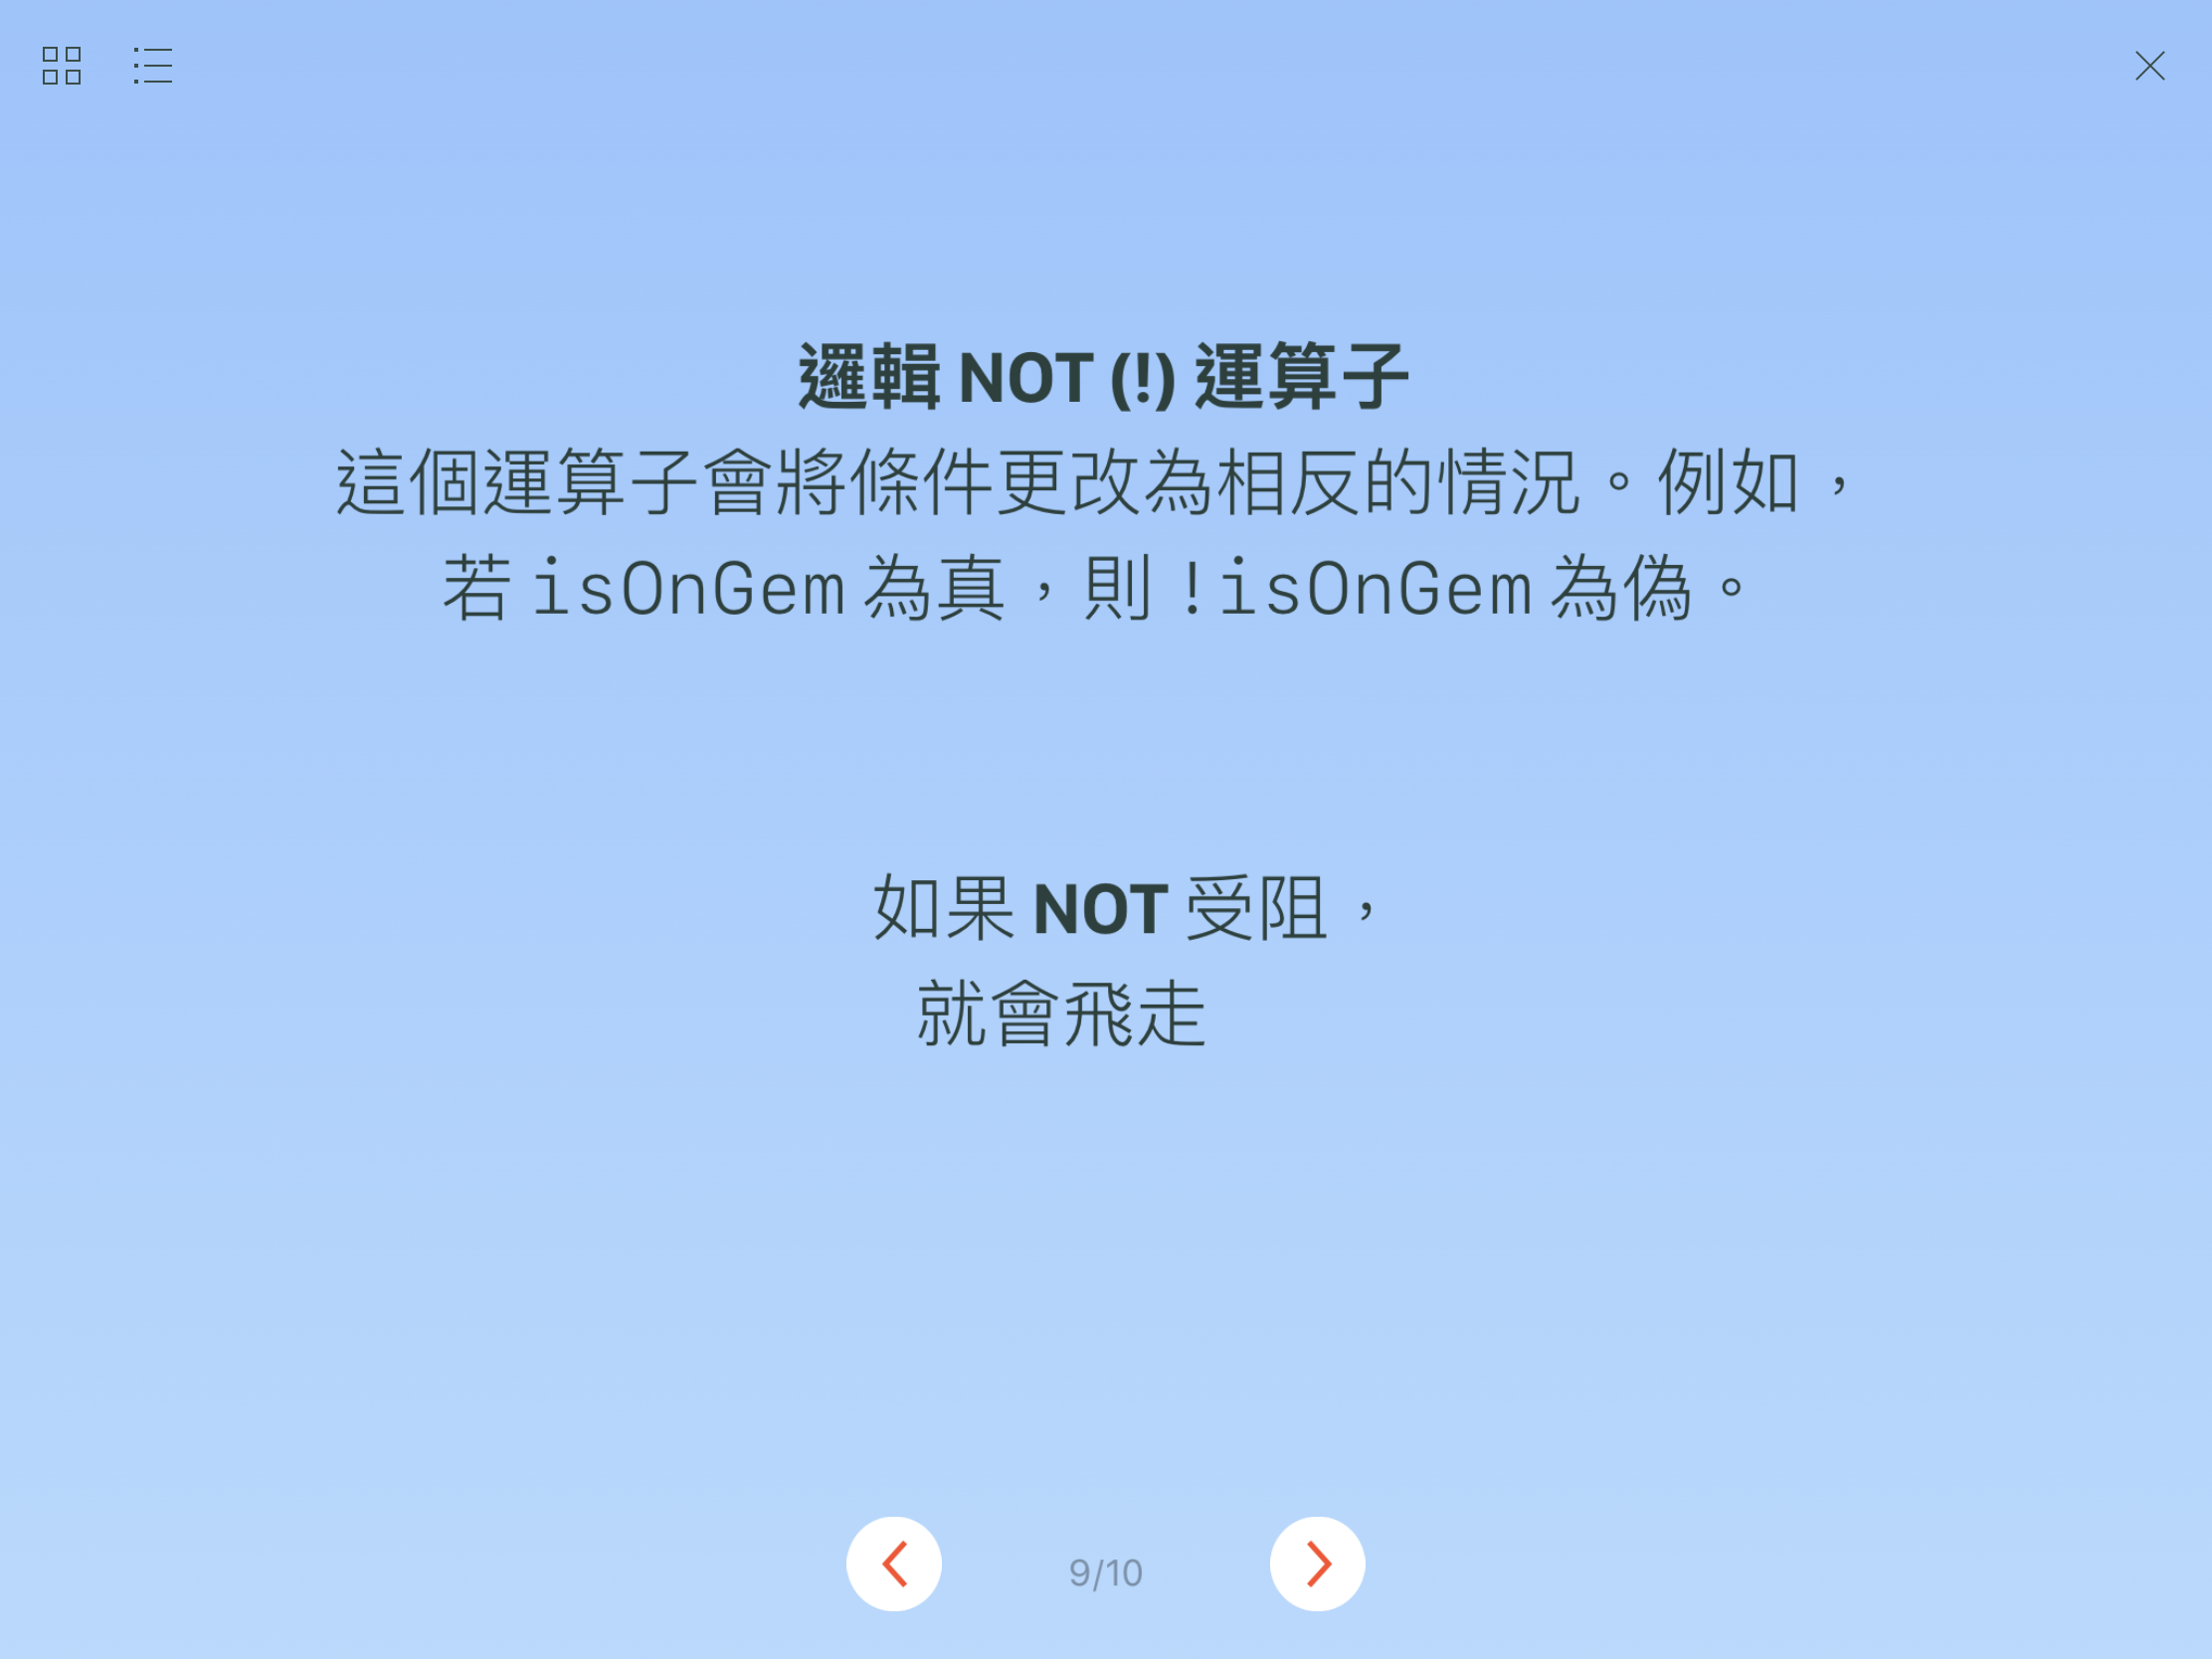 邏輯 NOT (!) 運算子
這個運算子會將條件更改為相反的情況。例如，
若 isOnGem 為真，則 !isOnGem 為偽。
如果 NOT 受阻，
就會飛走
9/10